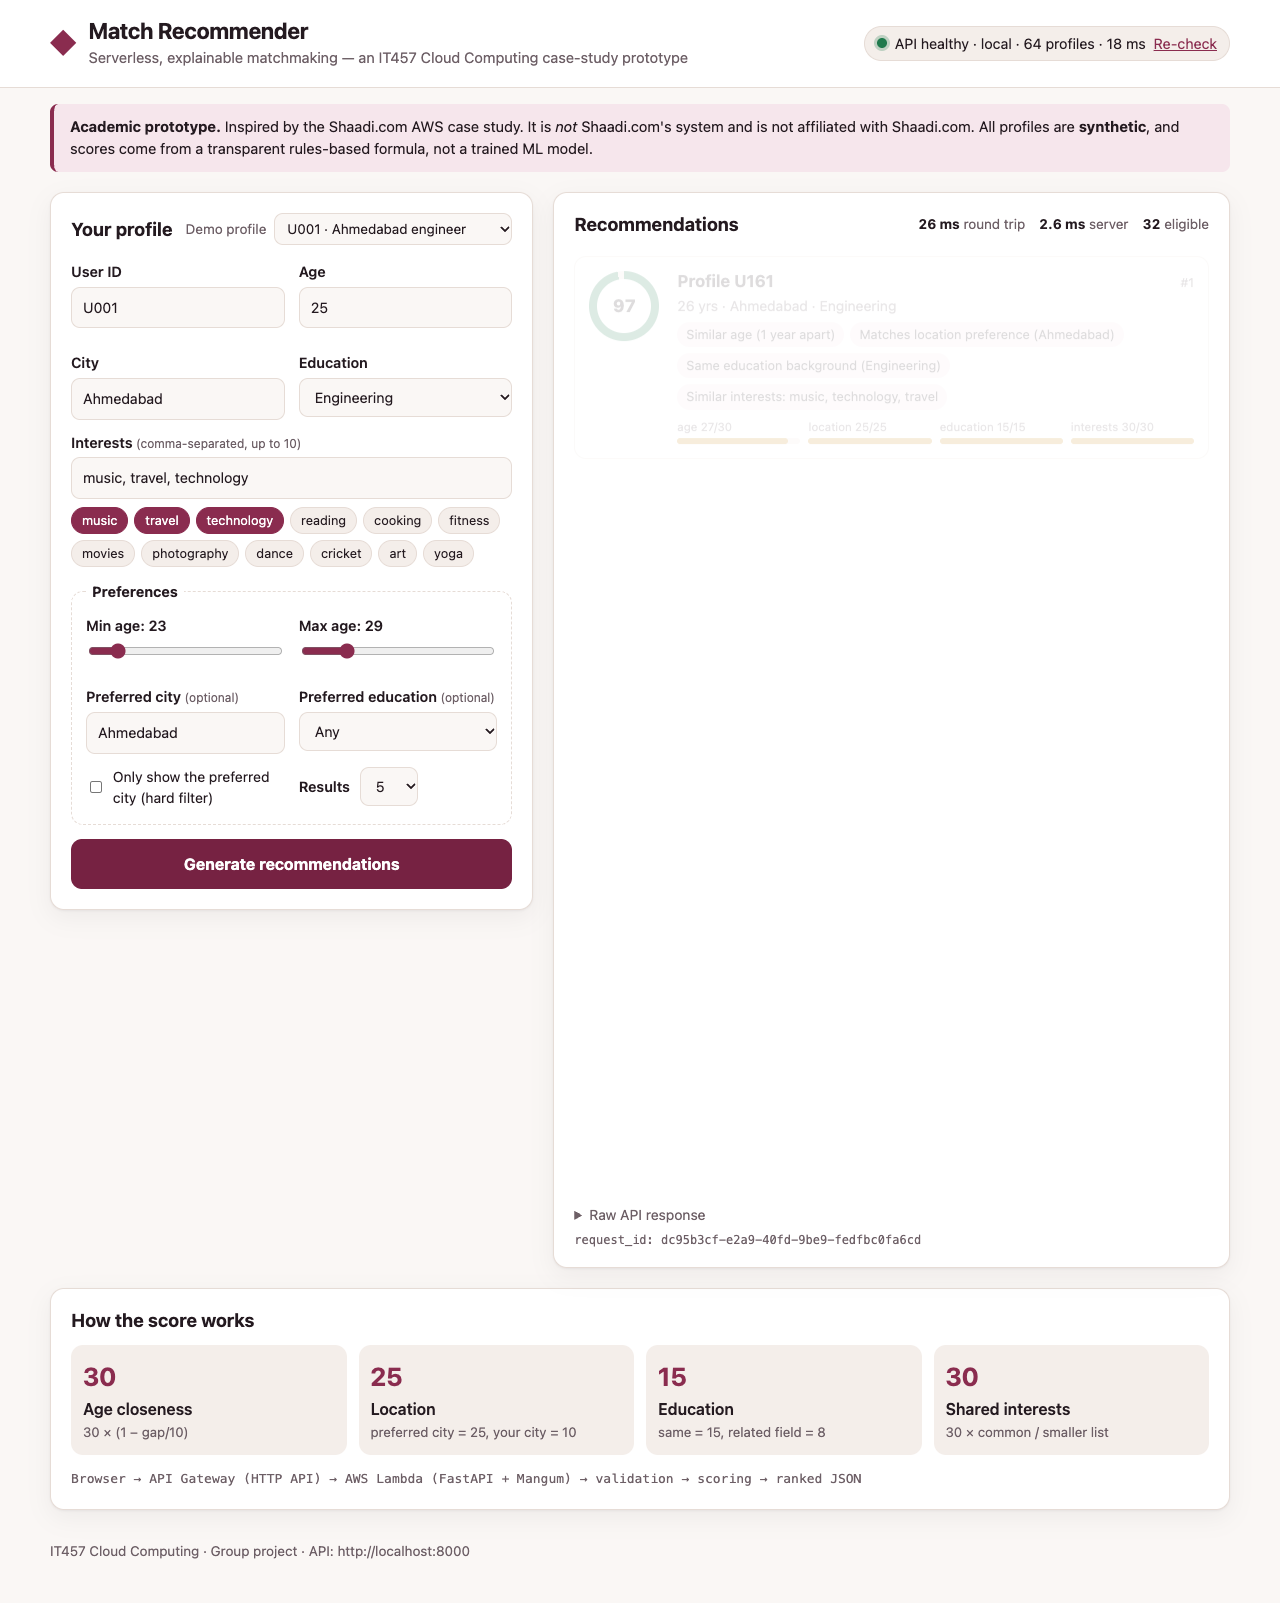 Match Recommender
Serverless, explainable matchmaking — an IT457 Cloud Computing case-study prototype
API healthy · local · 64 profiles · 18 ms Re-check
Academic prototype. Inspired by the Shaadi.com AWS case study. It is not Shaadi.com's system and is not affiliated with Shaadi.com. All profiles are synthetic, and
scores come from a transparent rules-based formula, not a trained ML model.
Your profile
Demo profile
U001 · Ahmedabad engineer
User ID
Age
U001
25
City
Education
Ahmedabad
Engineering
Interests (comma-separated, up to 10)
music, travel, technology
music travel technology reading cooking fitness
movies photography dance cricket art yoga
Preferences
Min age: 23
Max age: 29
Preferred city (optional)
Preferred education (optional)
Ahmedabad
Any
Only show the preferred
city (hard filter)
Results
5
Generate recommendations
Recommendations
26 ms round trip 2.6 ms server 32 eligible
97
Profile U161
#1
26 yrs · Ahmedabad · Engineering
Similar age (1 year apart) Matches location preference (Ahmedabad)
Same education background (Engineering)
Similar interests: music, technology, travel
age 27/30 location 25/25 education 15/15 interests 30/30
Raw API response
request_id: dc95b3cf-e2a9-40fd-9be9-fedfbc0fa6cd
How the score works
30
Age closeness
30 × (1 − gap/10)
25
Location
preferred city = 25, your city = 10
15
Education
same = 15, related field = 8
30
Shared interests
30 × common / smaller list
Browser → API Gateway (HTTP API) → AWS Lambda (FastAPI + Mangum) → validation → scoring → ranked JSON
IT457 Cloud Computing · Group project · API: http://localhost:8000